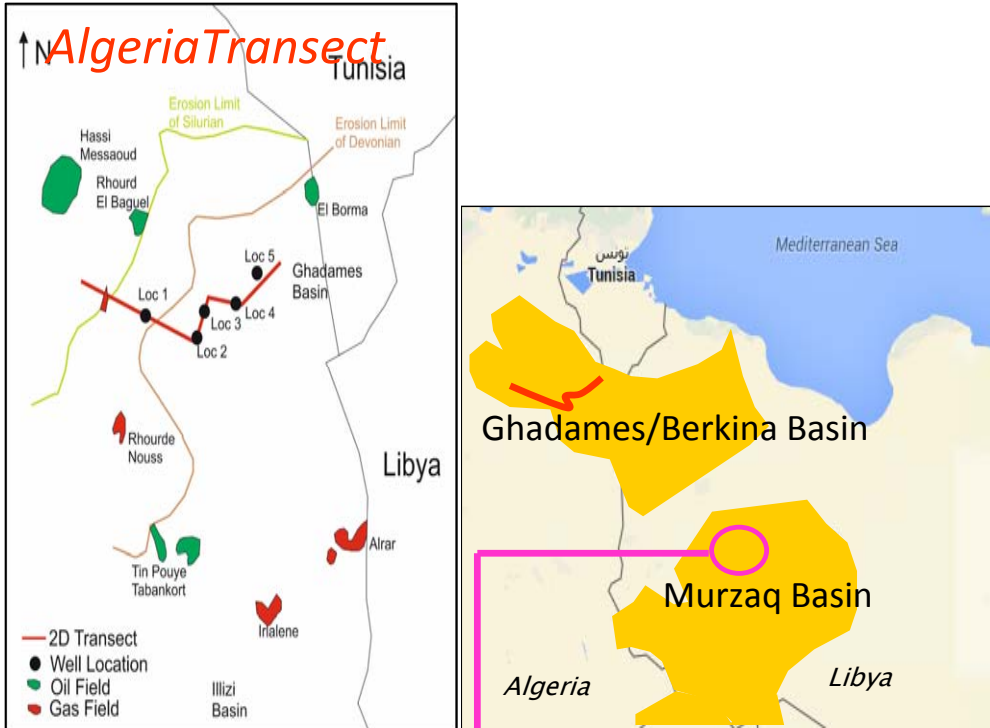 N
AlgeriaTransect
Tunisia
Erosion Limit
of Silurian
Erosion Limit
of Devonian
Hassi
Messaoud
Rhourd
El Baguel
El Borma
Loc 5
Ghadames
Basin
Loc 1
Loc 4
Loc 3
Loc 2
Rhourde
Nouss
Libya
Alrar
Tin Pouye
Tabankort
Irlalene
2D Transect
Well Location
Oil Field
Gas Field
Illizi
Basin
تونس
Tunisia
Mediterranean Sea
Ghadames/Berkina Basin
Murzaq Basin
Algeria
Libya